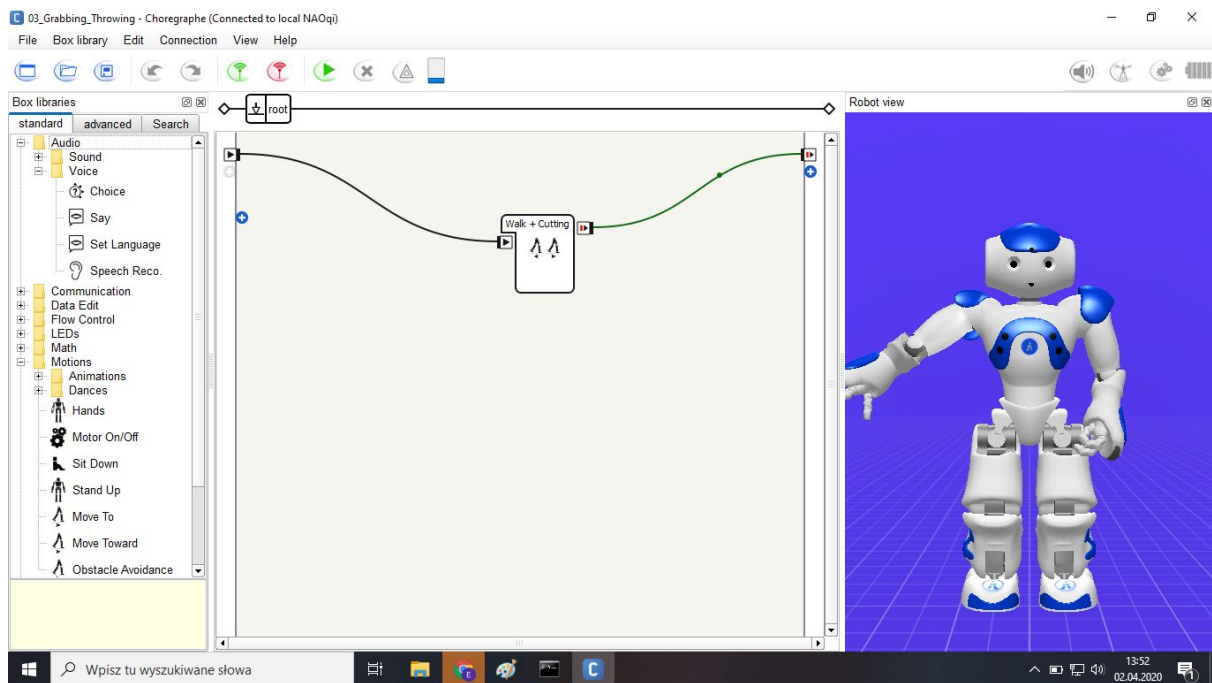 03_Grabbing_Throwing - Choregraphe (Connected to local NAOqi)
File Box library Edit Connection View Help
Box libraries
standard advanced Search
Audio
Sound
Voice
Choice
Say
Set Language
Speech Reco.
Communication
Data Edit
Flow Control
LEDs
Math
Motions
Animations
Dances
Hands
Motor On/Off
Sit Down
Stand Up
Move To
Move Toward
Obstacle Avoidance
root
Walk + Cutting
Robot view
Wpisz tu wyszukiwane słowa
13:52
02.04.2020